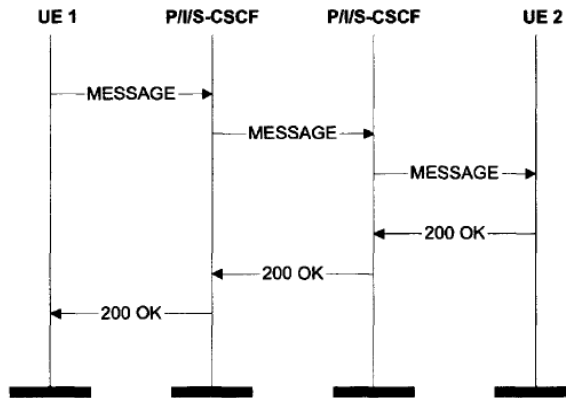 UE 1 P/I/S-CSCF P/I/S-CSCF UE 2
MESSAGE
MESSAGE
MESSAGE
200 OK
200 OK
200 OK